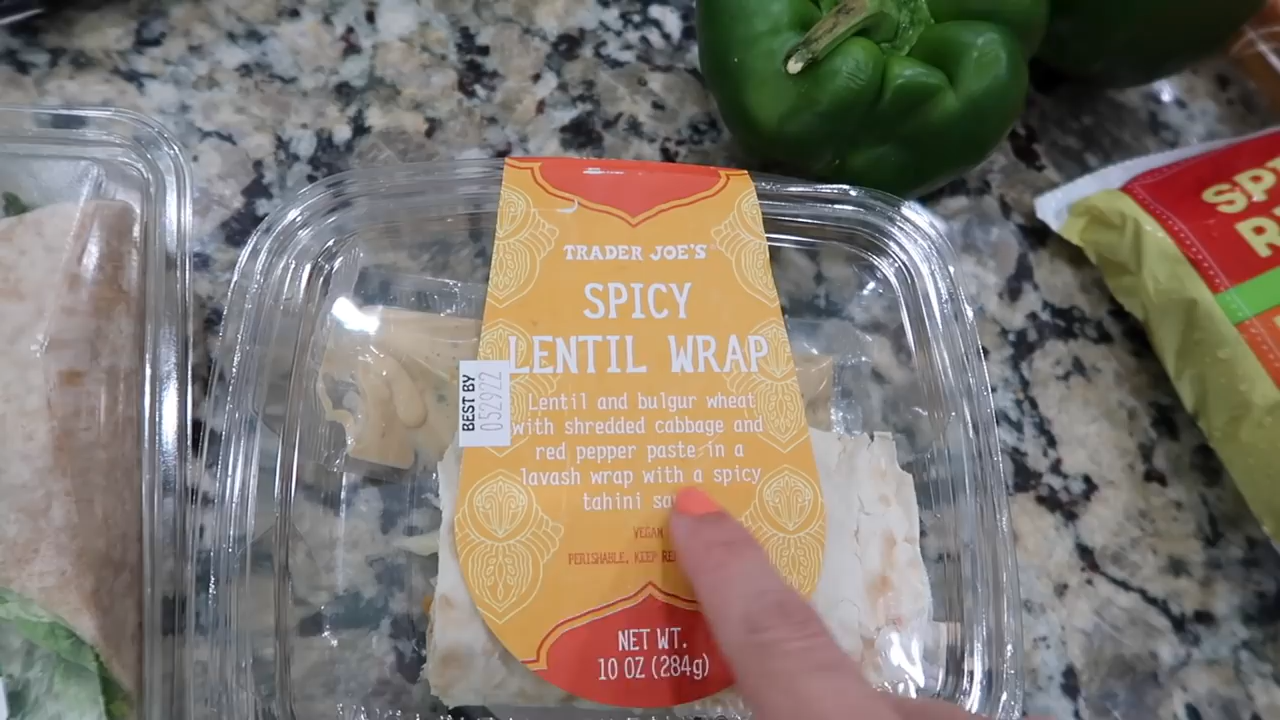 TRADER JOE'S
SPICY
LENTIL WRAP
BEST BY
052922
Lentil and bulgur wheat
with shredded cabbage and
red pepper paste in a
lavash wrap with a spicy
tahini
VEGAN
PERISHABLE, KEEP
NET WT.
10 OZ (284g)